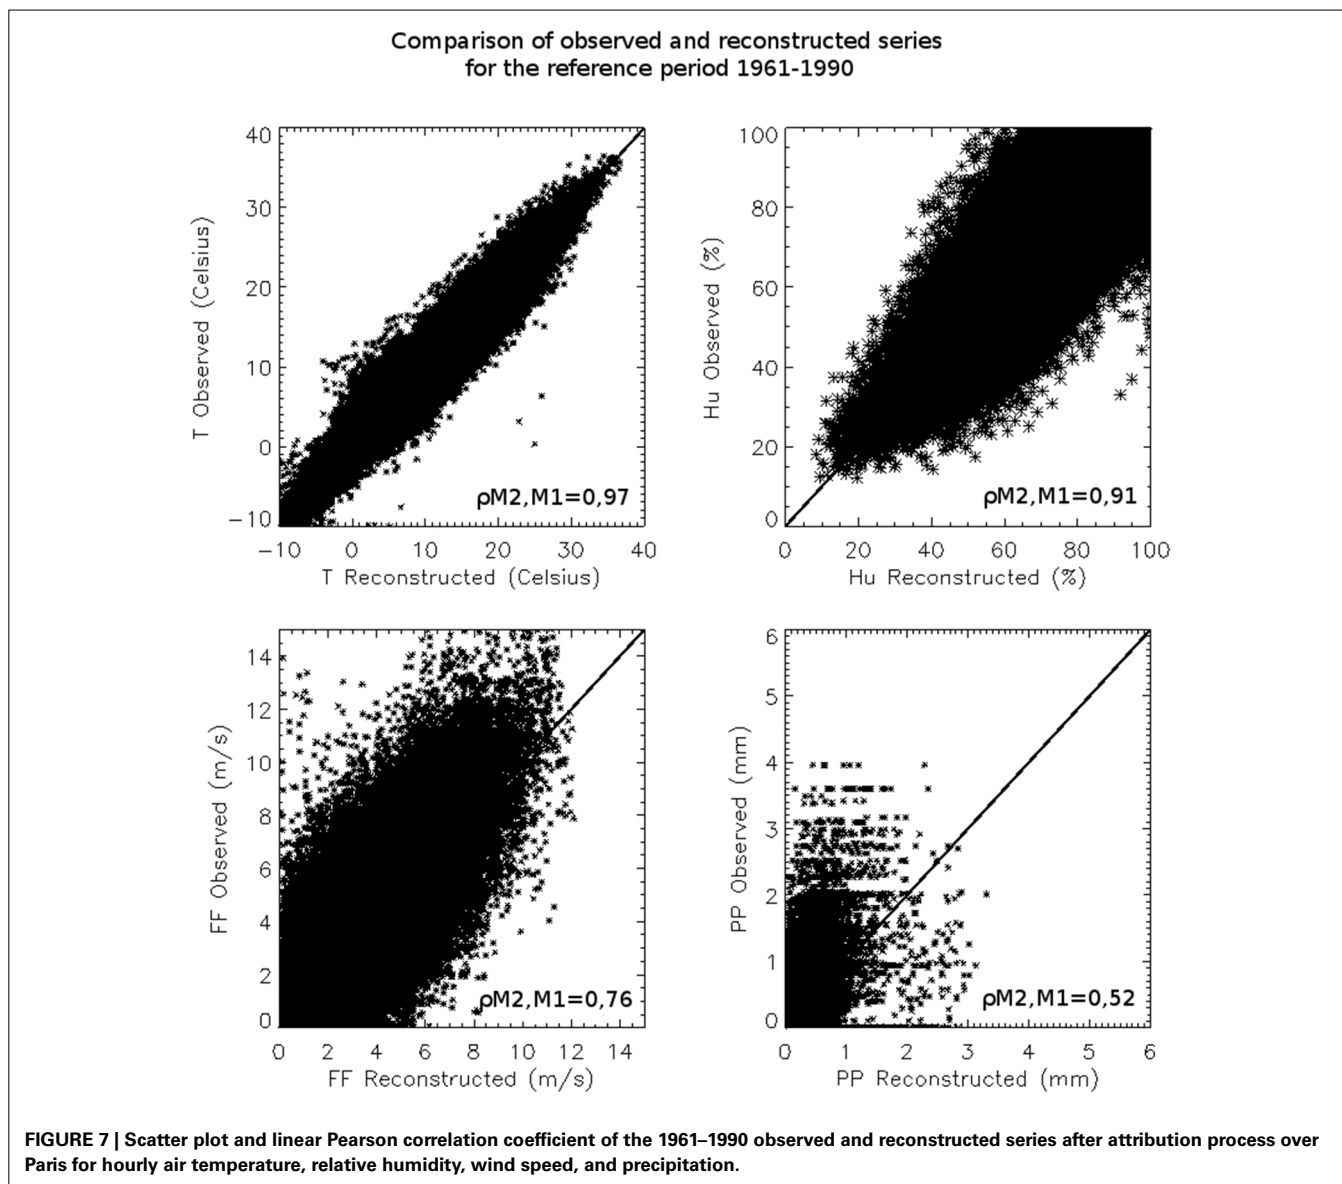 Comparison of observed and reconstructed series
for the reference period 1961-1990
40
30
20
10
0
−10
T Observed (Celsius)
−10 0 10 20 30 40
T Reconstructed (Celsius)
ρM2,M1=0,97
100
80
60
40
20
0
Hu Observed (%)
0 20 40 60 80 100
Hu Reconstructed (%)
ρM2,M1=0,91
14
12
10
8
6
4
2
0
FF Observed (m/s)
0 2 4 6 8 10 12 14
FF Reconstructed (m/s)
ρM2,M1=0,76
6
5
4
3
2
1
0
PP Observed (mm)
0 1 2 3 4 5 6
PP Reconstructed (mm)
ρM2,M1=0,52
FIGURE 7 | Scatter plot and linear Pearson correlation coefficient of the 1961–1990 observed and reconstructed series after attribution process over
Paris for hourly air temperature, relative humidity, wind speed, and precipitation.